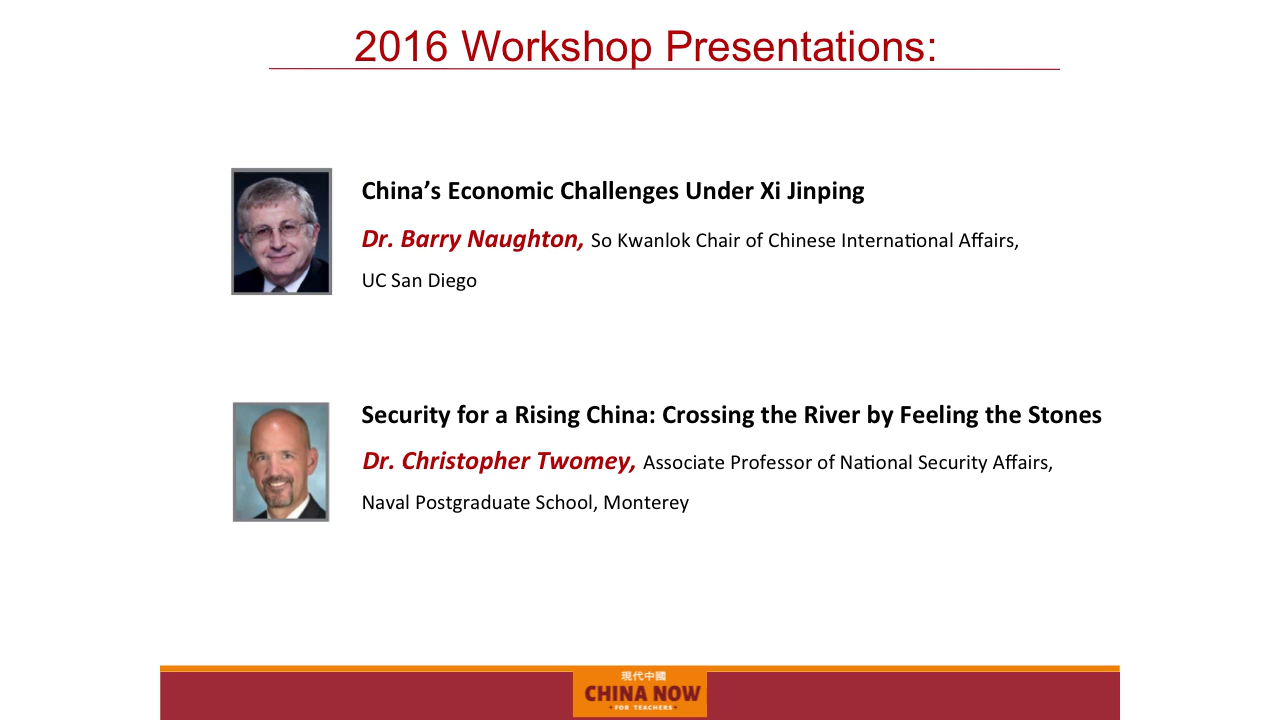 2016 Workshop Presentations:
China’s Economic Challenges Under Xi Jinping
Dr. Barry Naughton, So Kwanlok Chair of Chinese International Affairs,
UC San Diego
Security for a Rising China: Crossing the River by Feeling the Stones
Dr. Christopher Twomey, Associate Professor of National Security Affairs,
Naval Postgraduate School, Monterey
現代中國
CHINA NOW
FOR TEACHERS